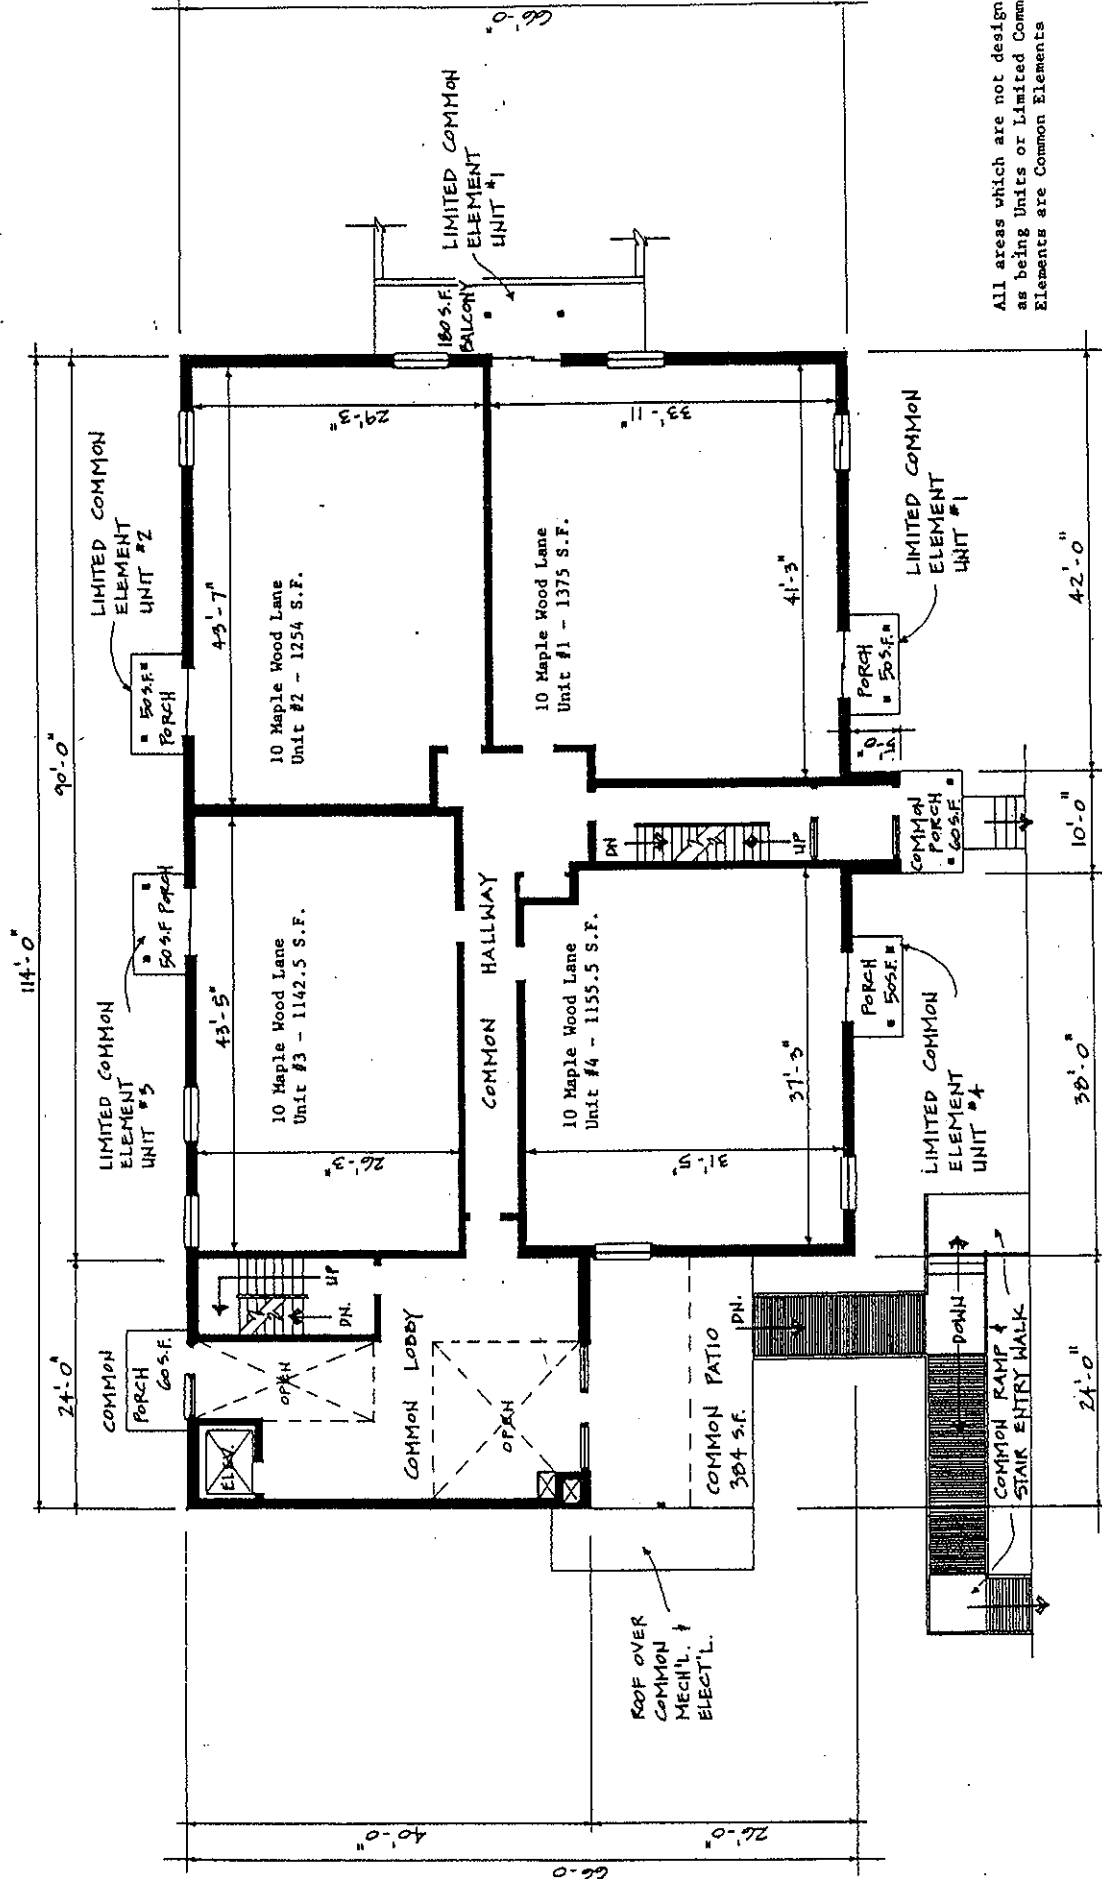 114'-0"
24'-0"
90'-0"
COMMON
PORCH
60 S.F.
LIMITED COMMON
ELEMENT
UNIT #3
50 S.F. PORCH
LIMITED COMMON
ELEMENT
UNIT #2
50 S.F.
PORCH
66'-0"
40'-0"
26'-0"
ELEV.
OPEN
UP
DN.
43'-5"
26'-3"
10 Maple Wood Lane
Unit #3 - 1142.5 S.F.
43'-7"
29'-3"
10 Maple Wood Lane
Unit #2 - 1254 S.F.
180 S.F.
BALCONY
LIMITED COMMON
ELEMENT
UNIT #1
66'-0"
COMMON LOBBY
OPEN
COMMON HALLWAY
10 Maple Wood Lane
Unit #4 - 1155.5 S.F.
31'-5"
37'-3"
DN
UP
10 Maple Wood Lane
Unit #1 - 1375 S.F.
33'-11"
41'-3"
ROOF OVER
COMMON
MECH'L. &
ELECT'L.
COMMON PATIO
384 S.F.
DN.
PORCH
50 S.F.
LIMITED COMMON
ELEMENT
UNIT #4
COMMON
PORCH
60 S.F.
5'-0"
PORCH
50 S.F.
LIMITED COMMON
ELEMENT
UNIT #1
DOWN
COMMON RAMP &
STAIR ENTRY WALK
All areas which are not design
as being Units or Limited Comm
Elements are Common Elements
24'-0"
38'-0"
10'-0"
42'-0"